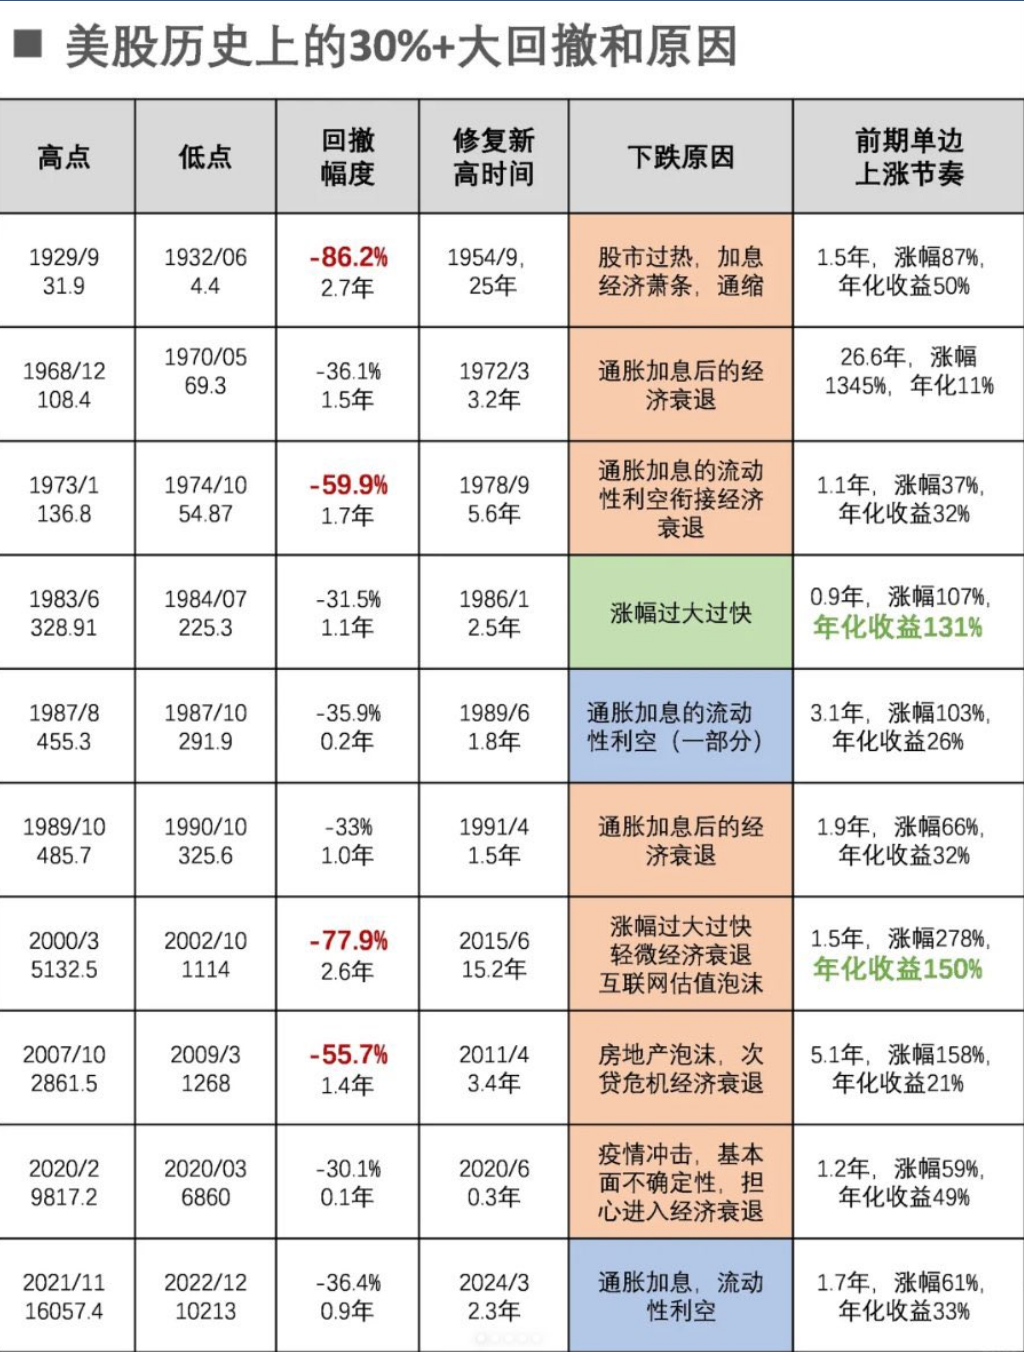 ■ 美股历史上的30%+大回撤和原因
高点
低点
回撤
幅度
修复新
高时间
下跌原因
前期单边
上涨节奏
1929/9
31.9
1932/06
4.4
-86.2%
2.7年
1954/9,
25年
股市过热，加息
经济萧条，通缩
1.5年，涨幅87%,
年化收益50%
1968/12
108.4
1970/05
69.3
-36.1%
1.5年
1972/3
3.2年
通胀加息后的经
济衰退
26.6年，涨幅
1345%，年化11%
1973/1
136.8
1974/10
54.87
-59.9%
1.7年
1978/9
5.6年
通胀加息的流动
性利空衔接经济
衰退
1.1年，涨幅37%,
年化收益32%
1983/6
328.91
1984/07
225.3
-31.5%
1.1年
1986/1
2.5年
涨幅过大过快
0.9年，涨幅107%,
年化收益131%
1987/8
455.3
1987/10
291.9
-35.9%
0.2年
1989/6
1.8年
通胀加息的流动
性利空（一部分）
3.1年，涨幅103%,
年化收益26%
1989/10
485.7
1990/10
325.6
-33%
1.0年
1991/4
1.5年
通胀加息后的经
济衰退
1.9年，涨幅66%,
年化收益32%
2000/3
5132.5
2002/10
1114
-77.9%
2.6年
2015/6
15.2年
涨幅过大过快
轻微经济衰退
互联网估值泡沫
1.5年，涨幅278%,
年化收益150%
2007/10
2861.5
2009/3
1268
-55.7%
1.4年
2011/4
3.4年
房地产泡沫，次
贷危机经济衰退
5.1年，涨幅158%,
年化收益21%
2020/2
9817.2
2020/03
6860
-30.1%
0.1年
2020/6
0.3年
疫情冲击，基本
面不确定性，担
心进入经济衰退
1.2年，涨幅59%,
年化收益49%
2021/11
16057.4
2022/12
10213
-36.4%
0.9年
2024/3
2.3年
通胀加息，流动
性利空
1.7年，涨幅61%,
年化收益33%